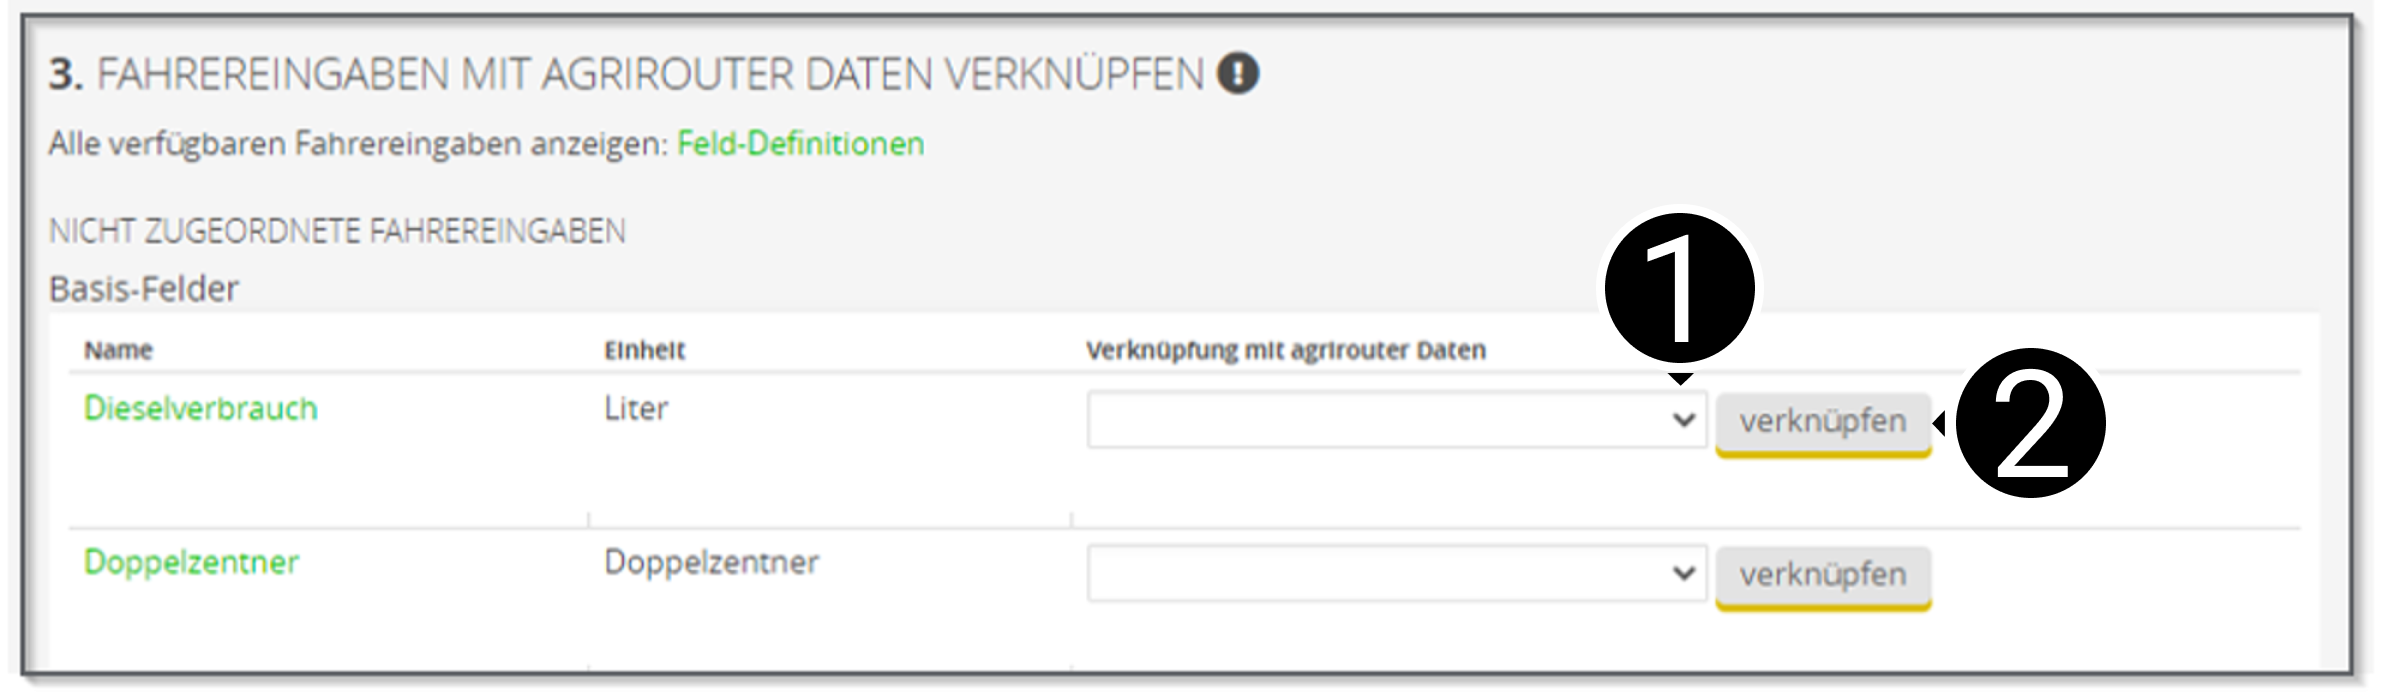 3. FAHREREINGABEN MIT AGRIROUTER DATEN VERKNÜPFEN !
Alle verfügbaren Fahrereingaben anzeigen: Feld-Definitionen
NICHT ZUGEORDNETE FAHREREINGABEN
Basis-Felder
1
Name Einheit Verknüpfung mit agrirouter Daten
Dieselverbrauch Liter verknüpfen 2
Doppelzentner Doppelzentner verknüpfen